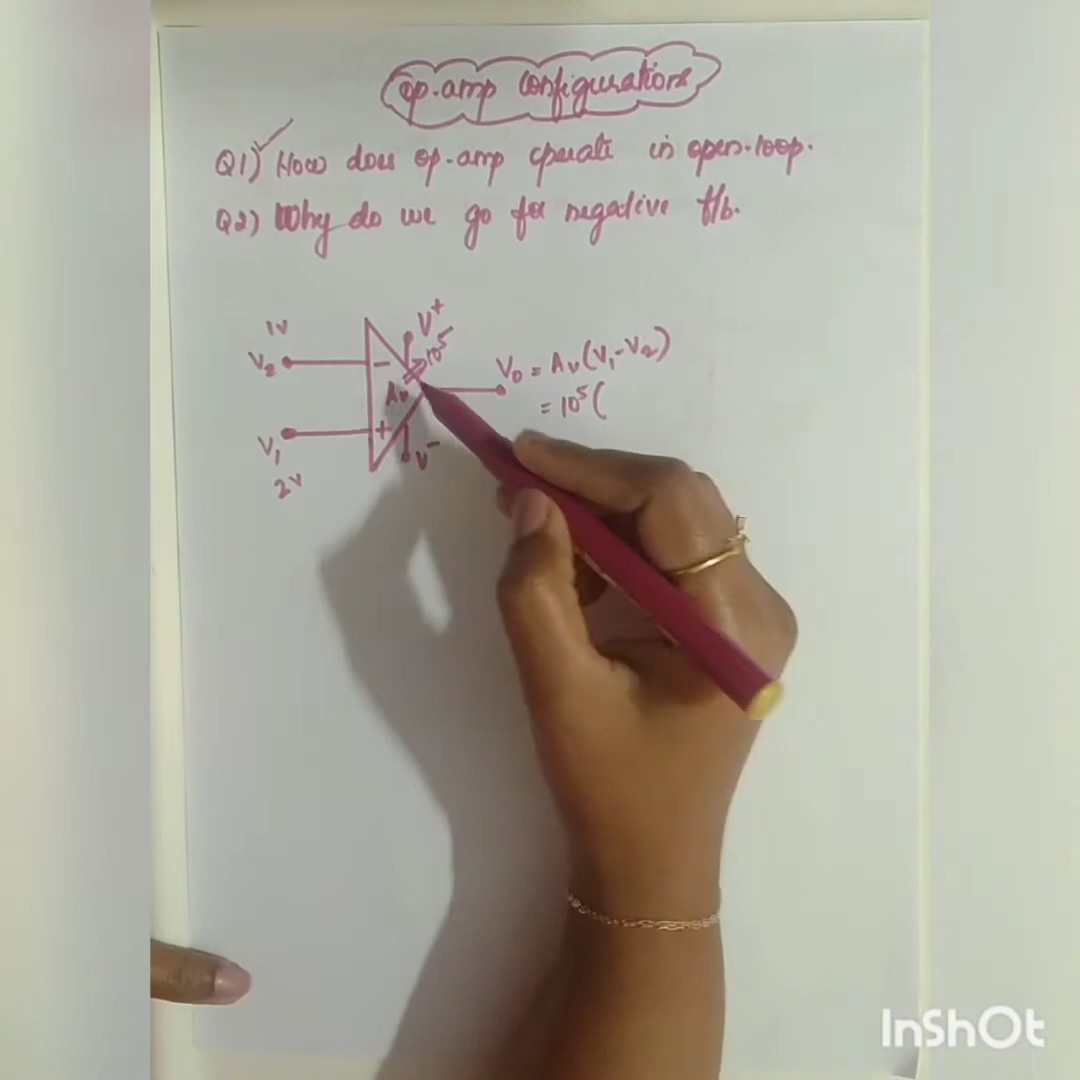 op-amp configurations
Q1) How does op-amp operate in open-loop.
Q2) Why do we go for negative f/b.
1V
V2
V+
10^5
-
Av
V0 = Av(V1-V2)
= 10^5(
V1
+
V-
2V
InShOt